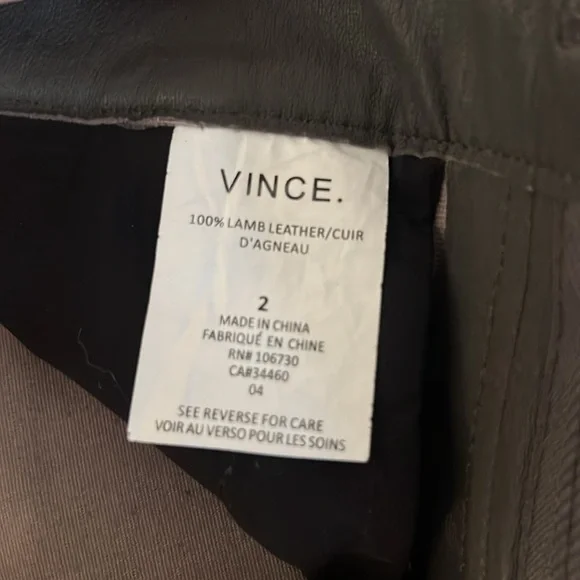 VINCE.
100% LAMB LEATHER/CUIR
D'AGNEAU
2
MADE IN CHINA
FABRIQUÉ EN CHINE
RN# 106730
CA#34460
04
SEE REVERSE FOR CARE
VOIR AU VERSO POUR LES SOINS